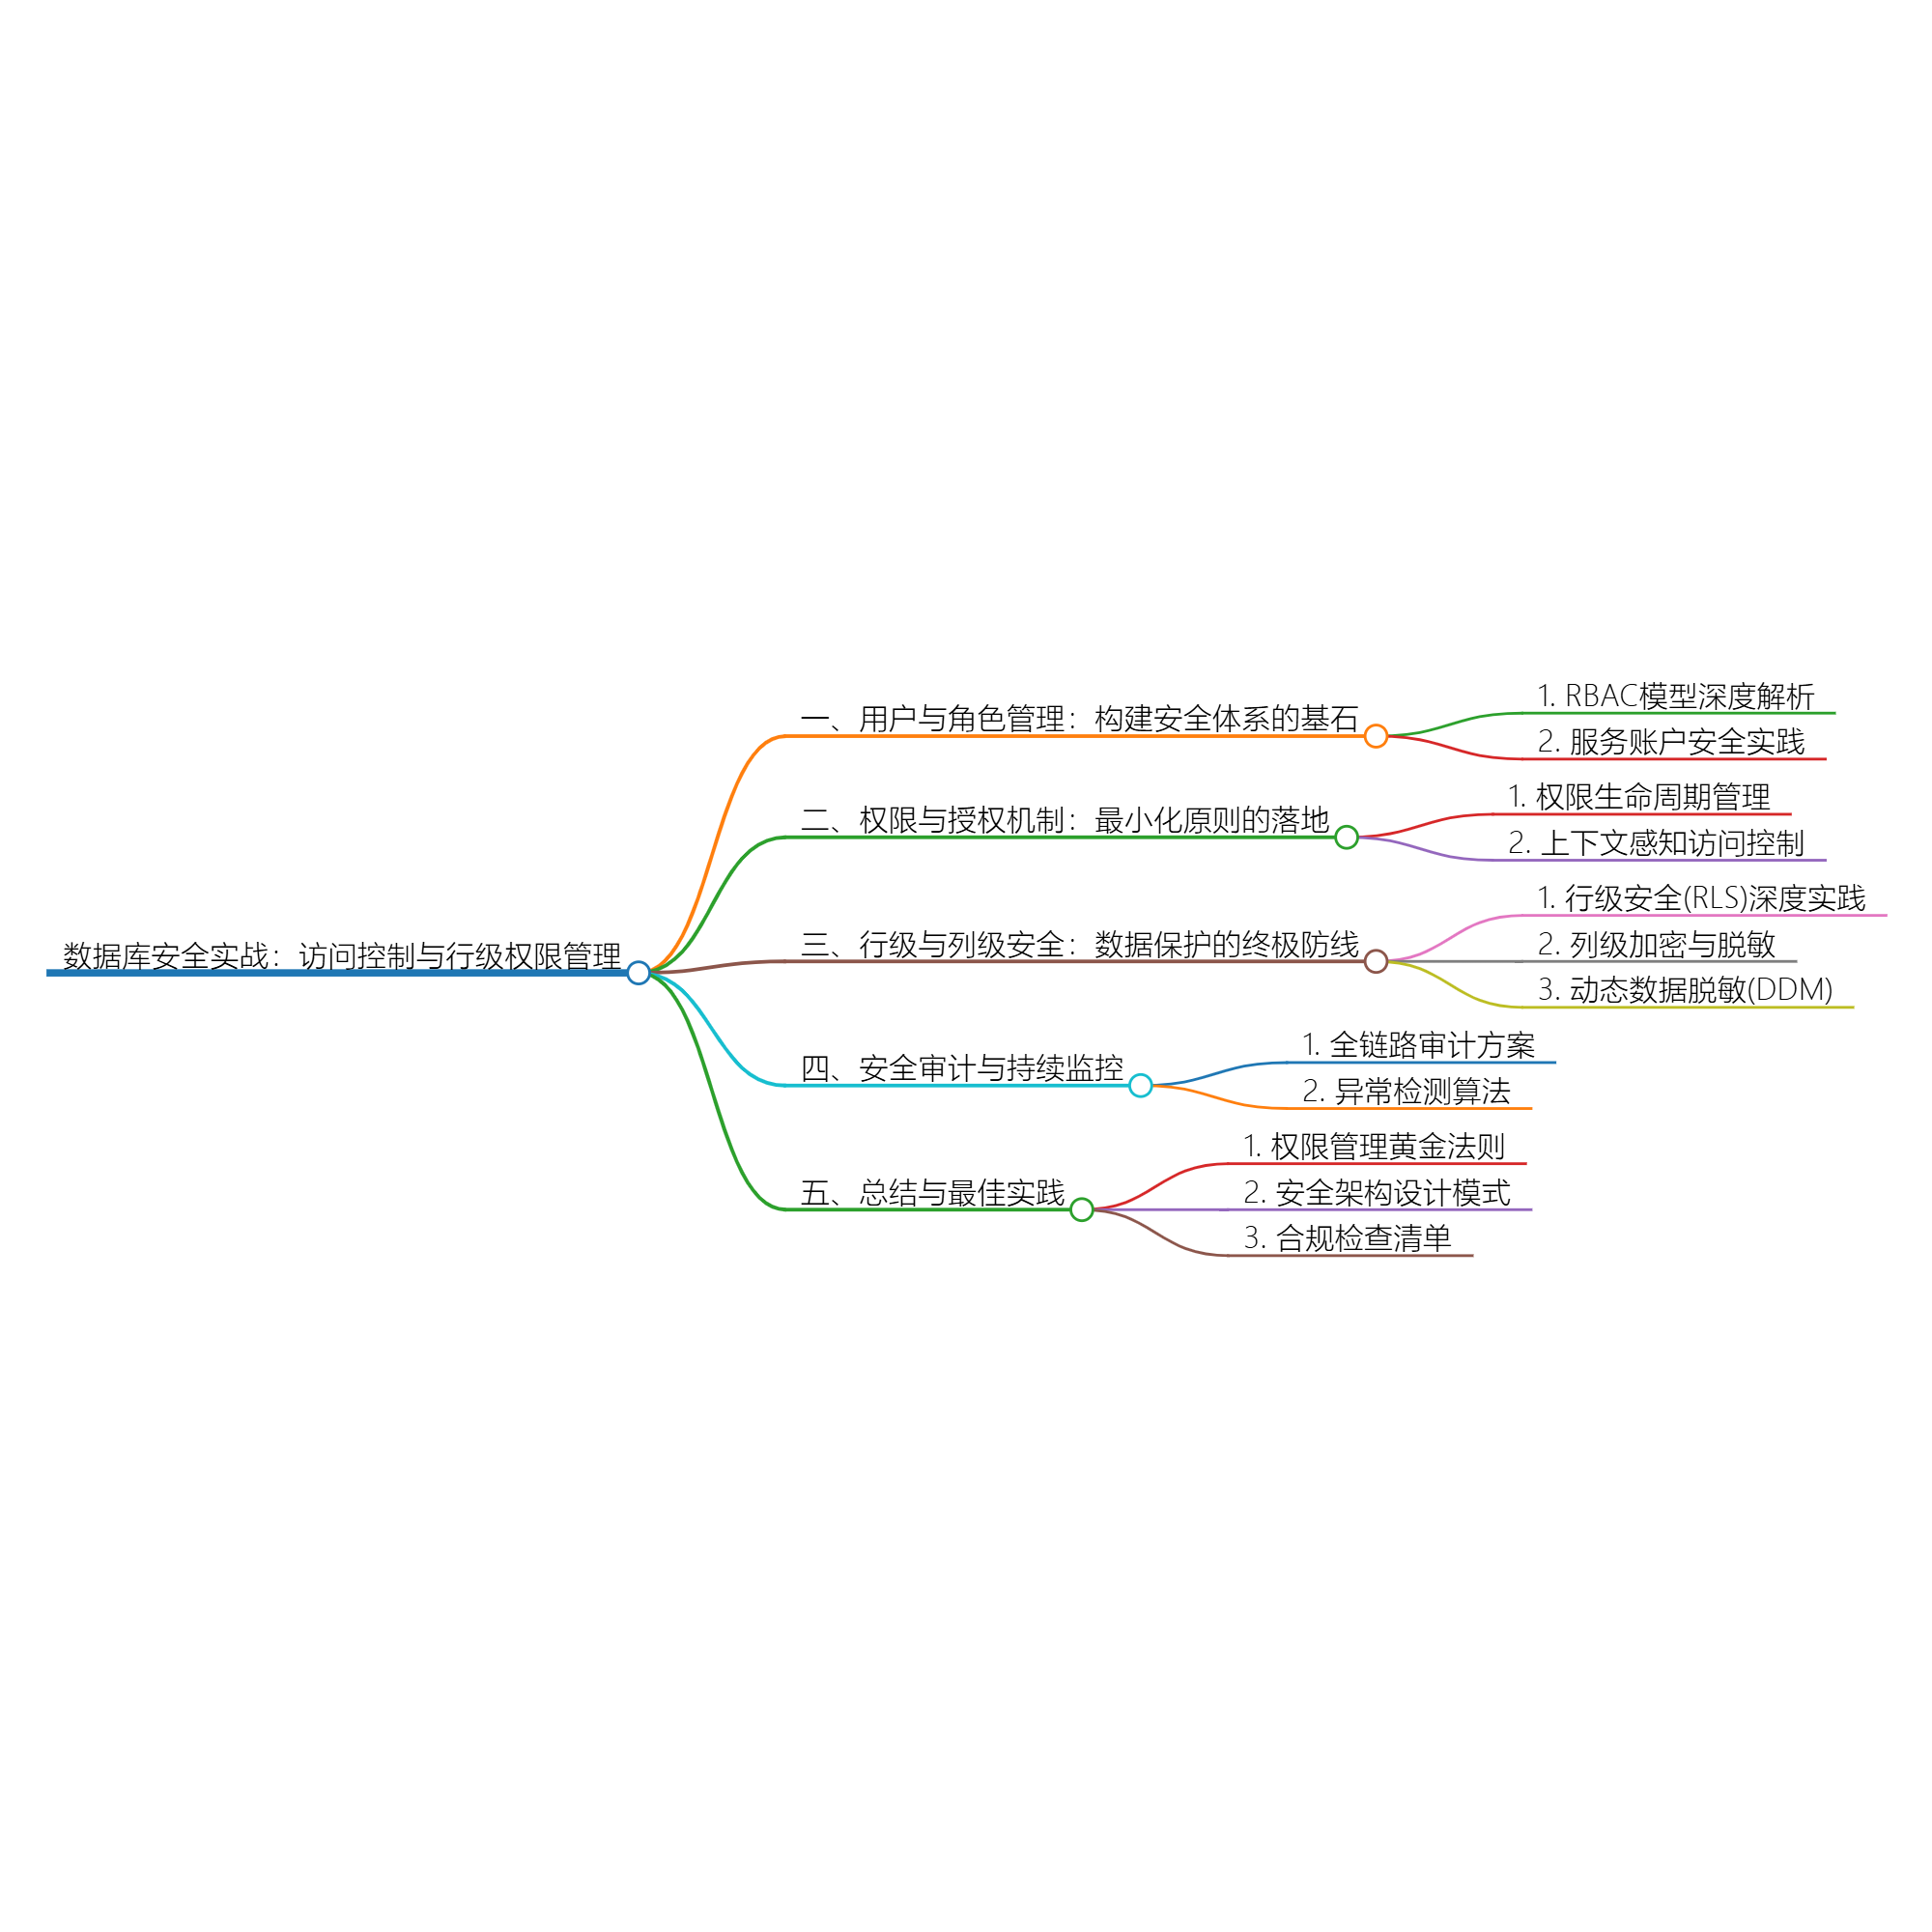 数据库安全实战：访问控制与行级权限管理
一、用户与角色管理：构建安全体系的基石
1. RBAC模型深度解析
2. 服务账户安全实践
二、权限与授权机制：最小化原则的落地
1. 权限生命周期管理
2. 上下文感知访问控制
三、行级与列级安全：数据保护的终极防线
1. 行级安全(RLS)深度实践
2. 列级加密与脱敏
3. 动态数据脱敏(DDM)
四、安全审计与持续监控
1. 全链路审计方案
2. 异常检测算法
五、总结与最佳实践
1. 权限管理黄金法则
2. 安全架构设计模式
3. 合规检查清单